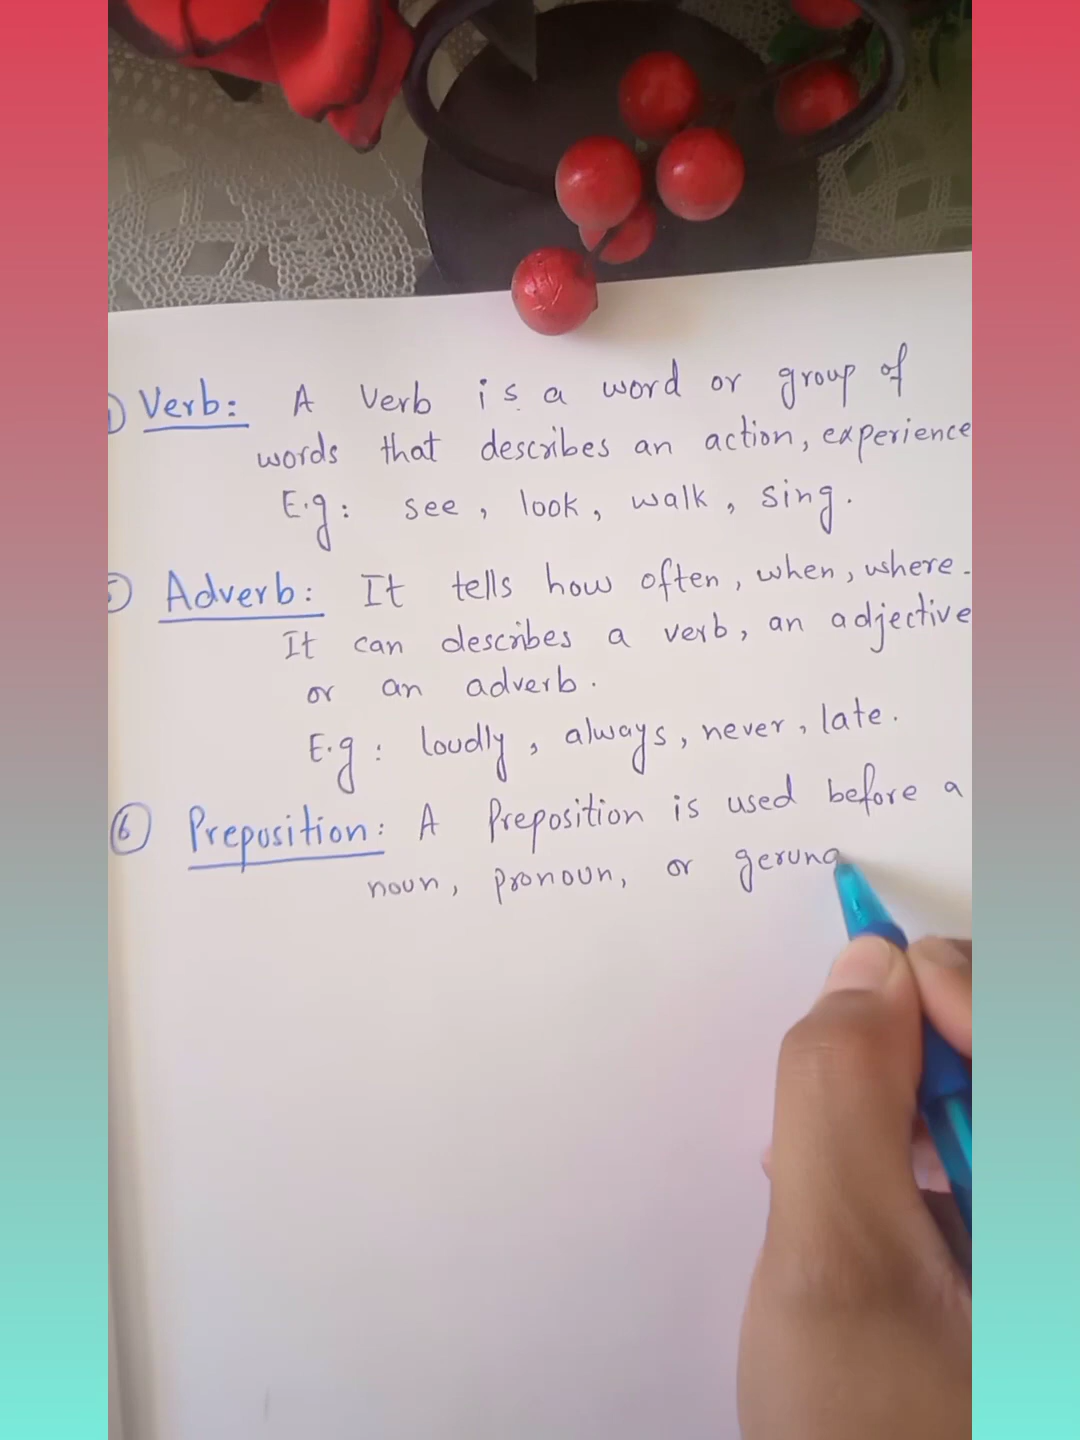 Verb: A Verb is a word or group of
words that describes an action, experience
E.g: see, look, walk, sing.
Adverb: It tells how often, when, where.
It can describes a verb, an adjective
or an adverb.
E.g: loudly, always, never, late.
6 Preposition: A Preposition is used before a
noun, pronoun, or